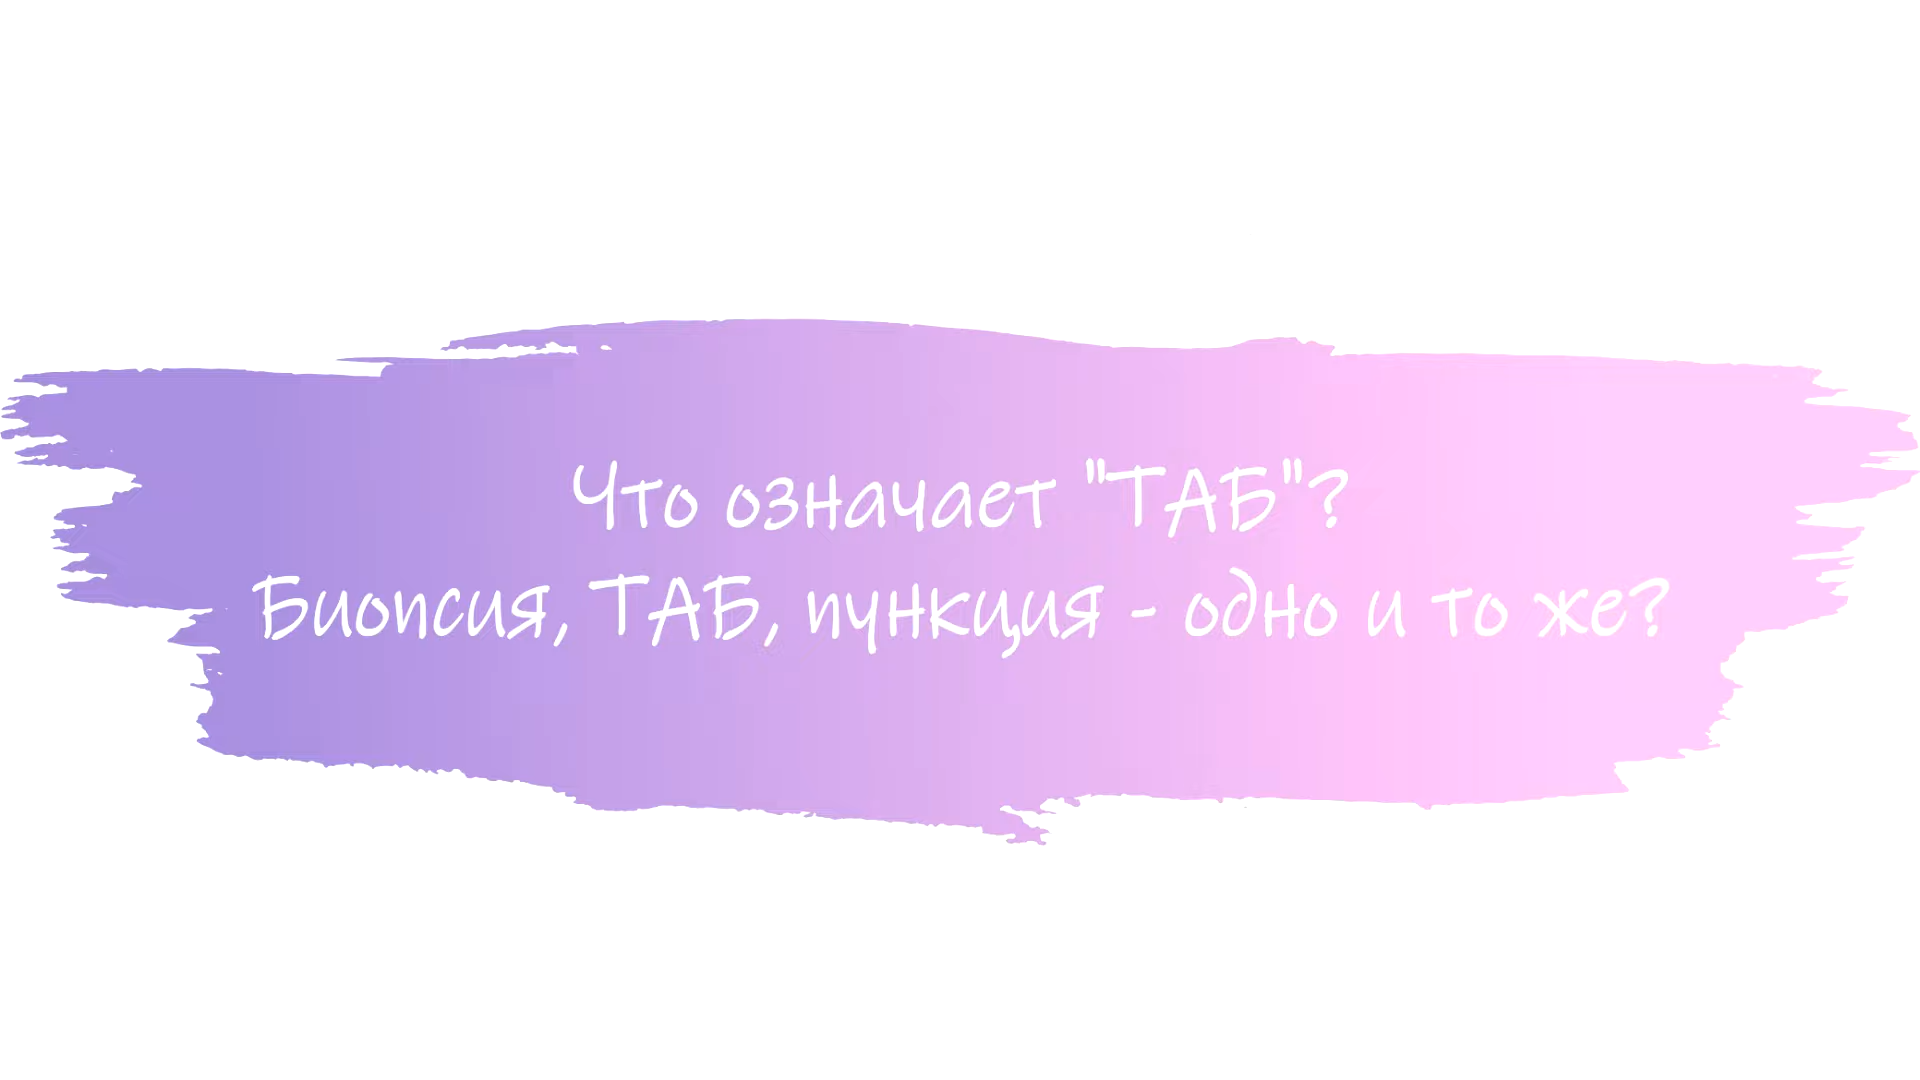 Что означает "ТАБ"?
Биопсия, ТАБ, пункция - одно и то же?